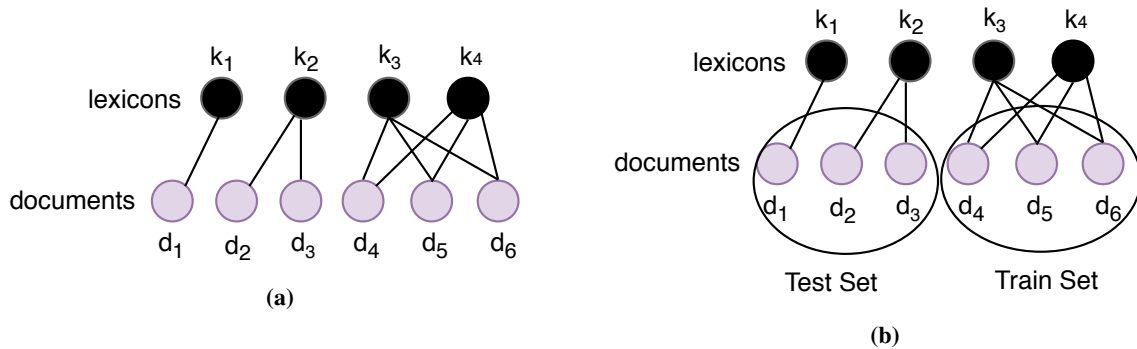 k1 k2 k3 k4
lexicons
documents
d1 d2 d3 d4 d5 d6
(a)
k1 k2 k3 k4
lexicons
documents
d1 d2 d3 d4 d5 d6
Test Set Train Set
(b)